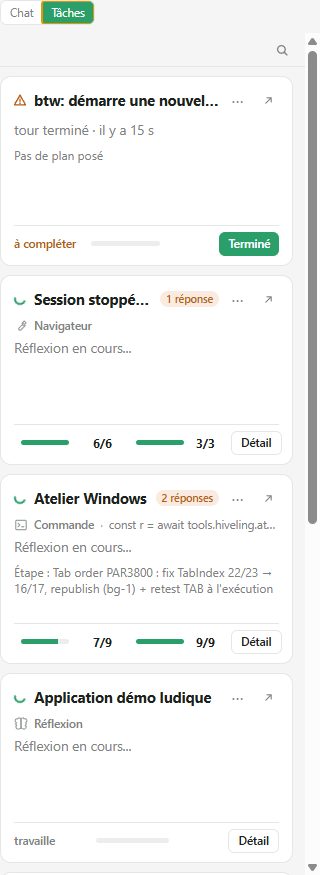 Chat Tâches
btw: démarre une nouvel... ...
tour terminé · il y a 15 s
Pas de plan posé
à compléter Terminé
Session stoppé... 1 réponse ...
Navigateur
Réflexion en cours...
6/6 3/3 Détail
Atelier Windows 2 réponses ...
Commande · const r = await tools.hiveling.at...
Réflexion en cours...
Étape : Tab order PAR3800 : fix TabIndex 22/23 →
16/17, republish (bg-1) + retest TAB à l'exécution
7/9 9/9 Détail
Application démo ludique ...
Réflexion
Réflexion en cours...
travaille Détail